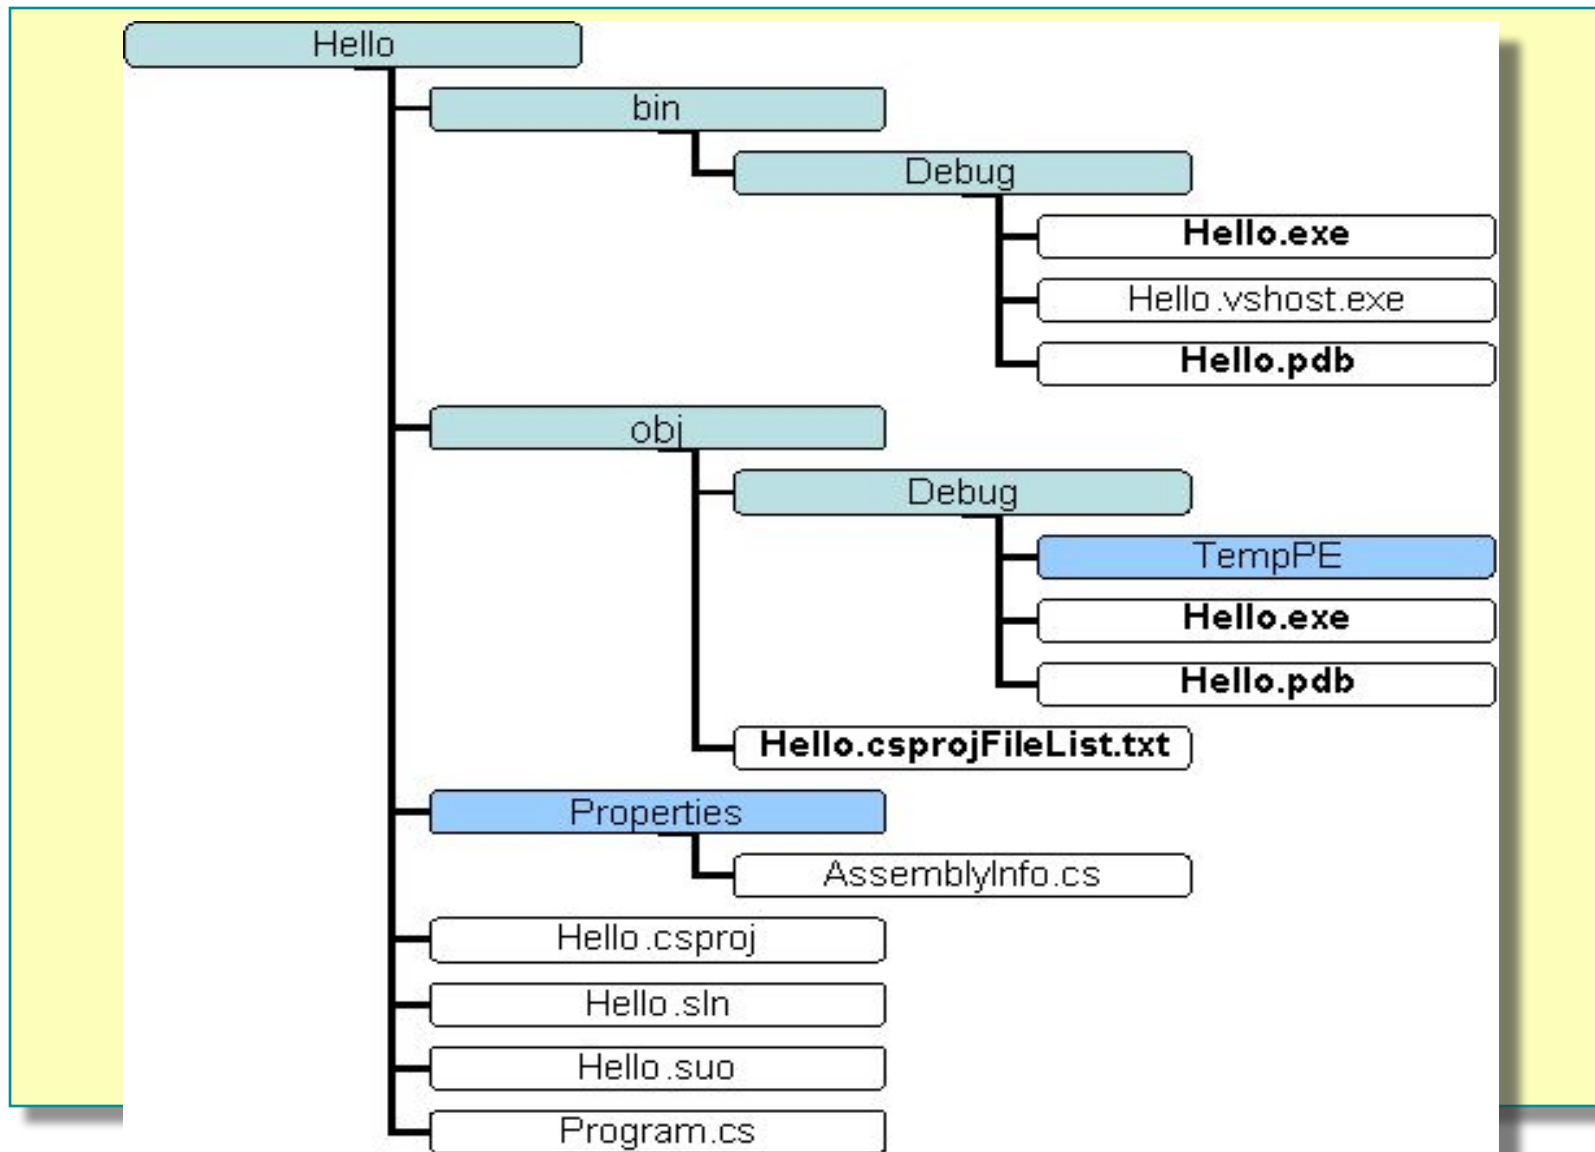 Hello
bin
Debug
Hello.exe
Hello.vshost.exe
Hello.pdb
obj
Debug
TempPE
Hello.exe
Hello.pdb
Hello.csprojFileList.txt
Properties
AssemblyInfo.cs
Hello.csproj
Hello.sln
Hello.suo
Program.cs